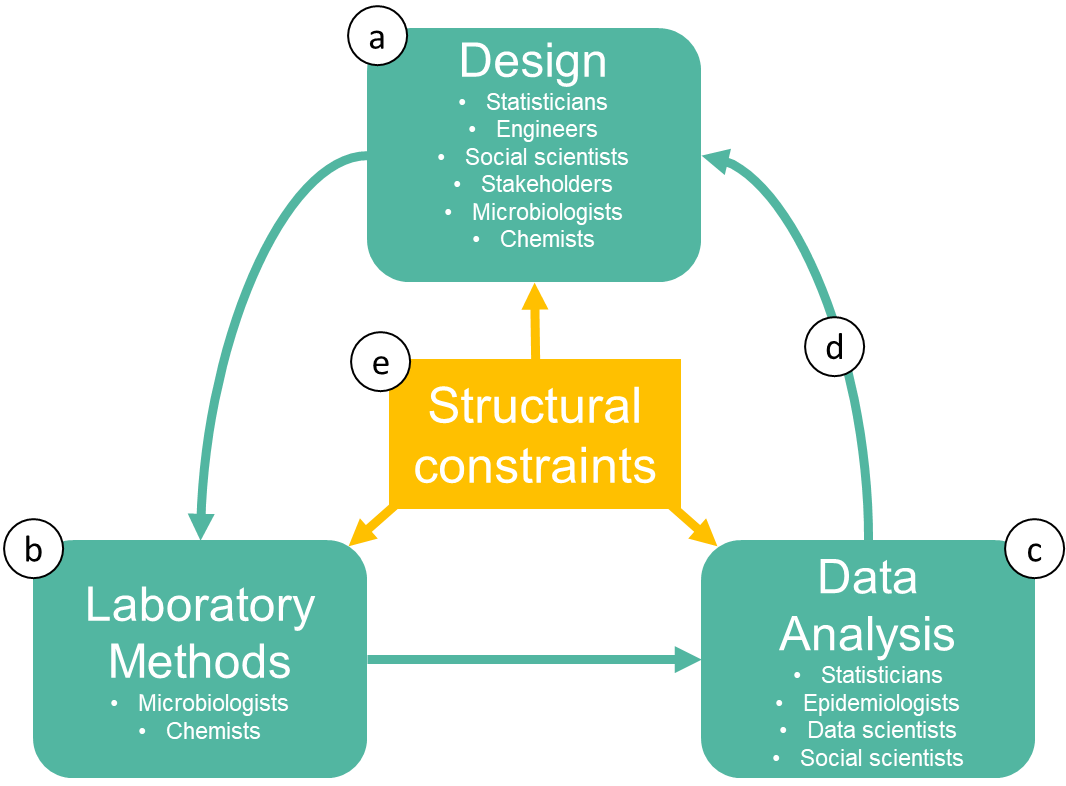 a
Design
• Statisticians
• Engineers
• Social scientists
• Stakeholders
• Microbiologists
• Chemists
d
e
Structural
constraints
b
Laboratory
Methods
• Microbiologists
• Chemists
c
Data
Analysis
• Statisticians
• Epidemiologists
• Data scientists
• Social scientists